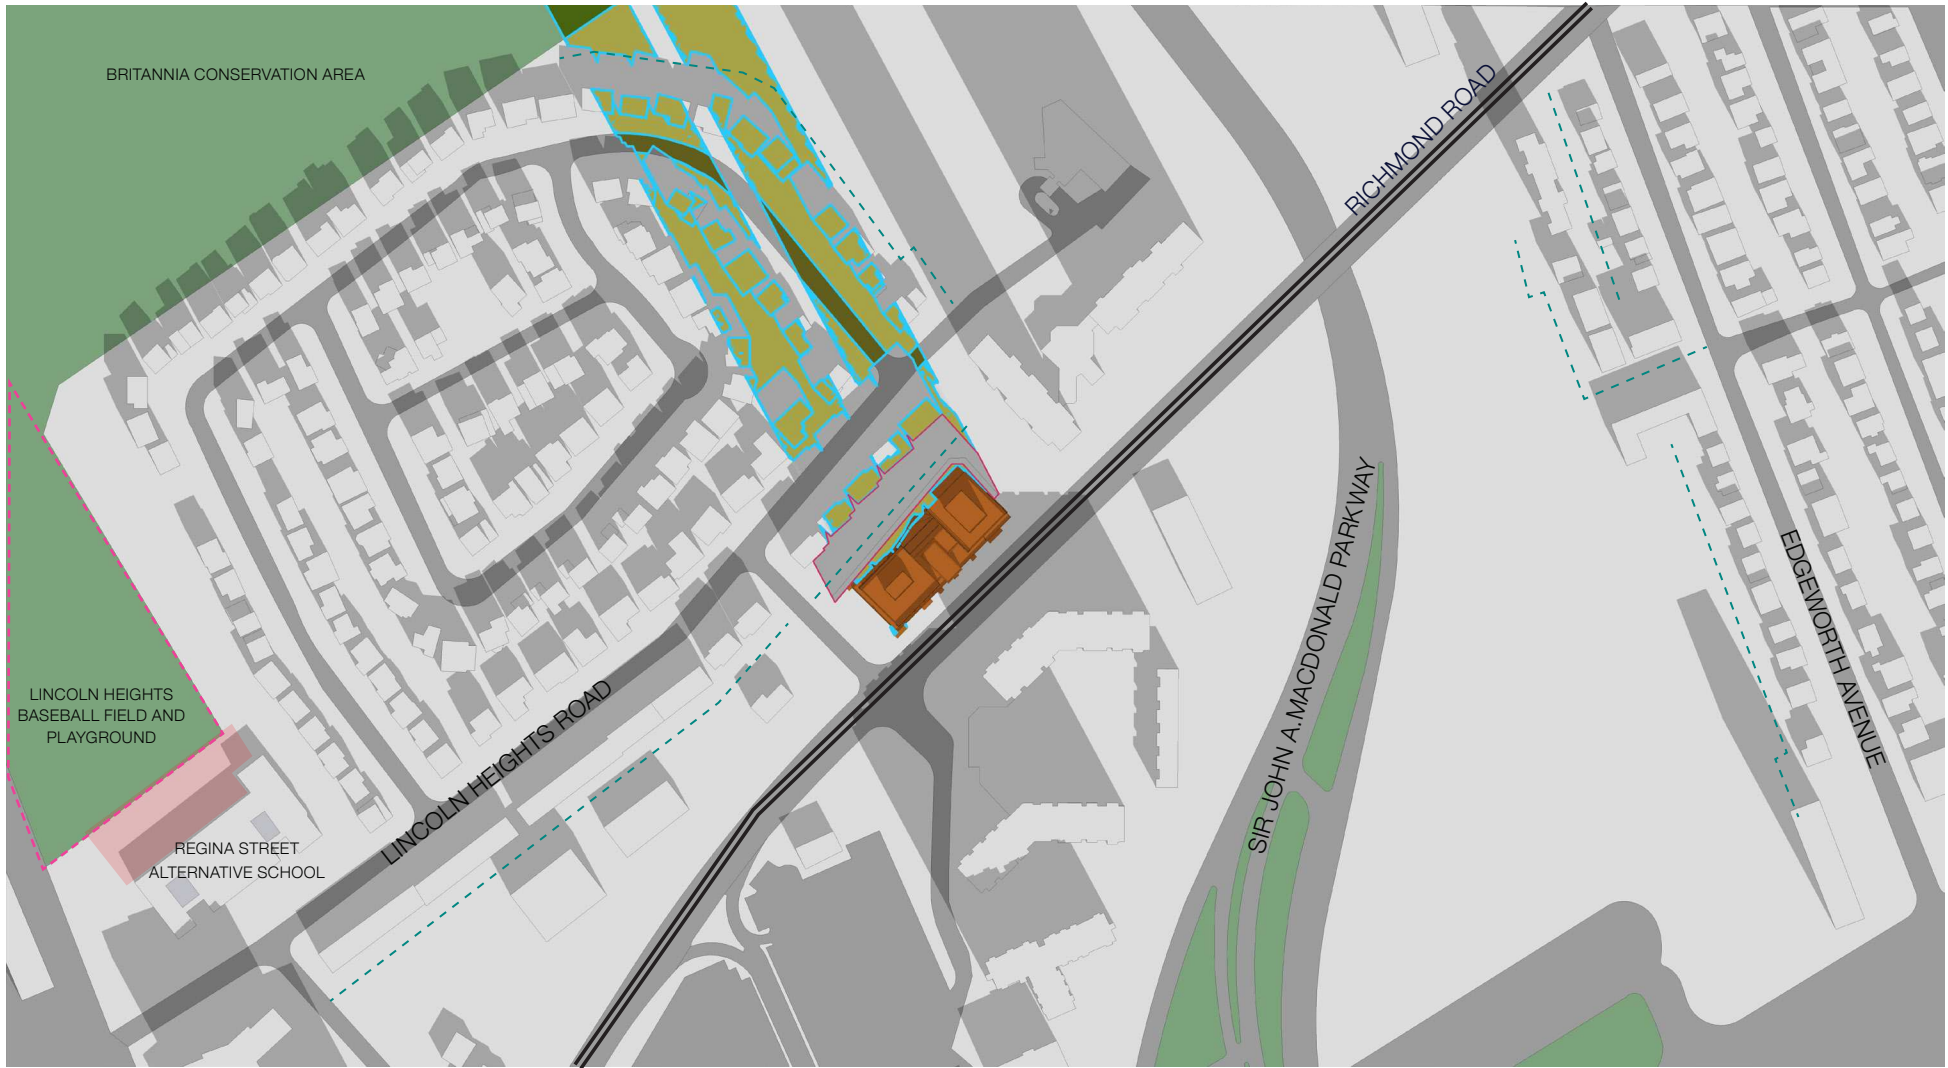 BRITANNIA CONSERVATION AREA
RICHMOND ROAD
SIR JOHN A.MACDONALD PARKWAY
EDGEWORTH AVENUE
LINCOLN HEIGHTS
BASEBALL FIELD AND
PLAYGROUND
LINCOLN HEIGHTS ROAD
REGINA STREET
ALTERNATIVE SCHOOL